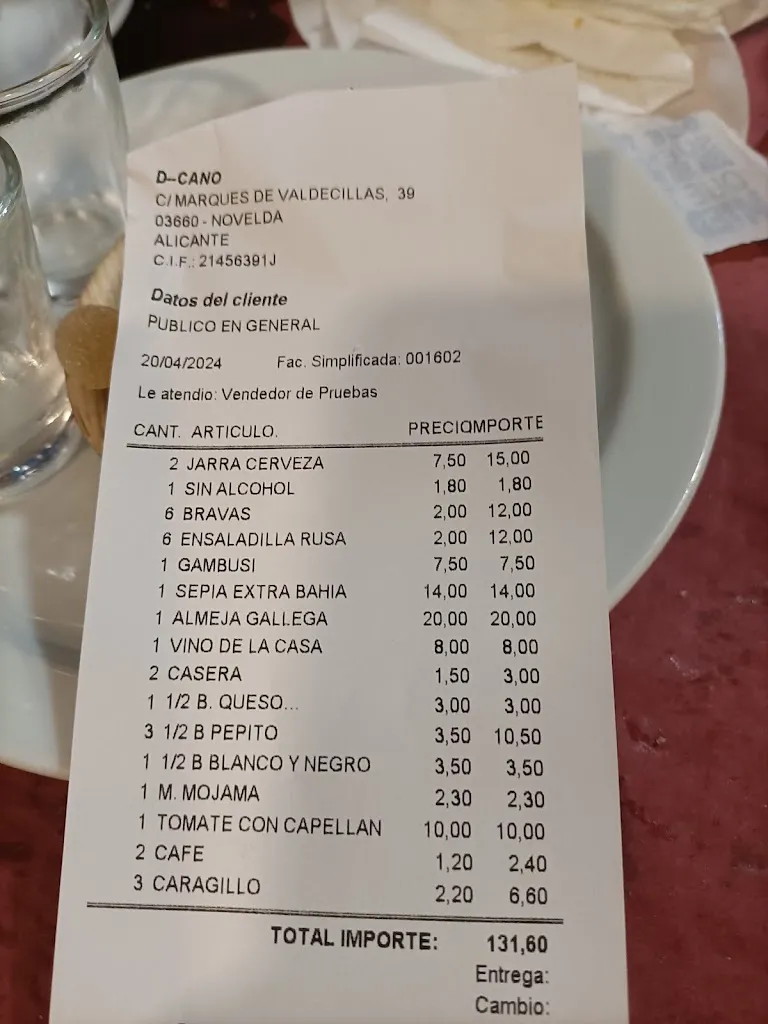 D-CANO
C/ MARQUES DE VALDECILLAS, 39
03660 - NOVELDA
ALICANTE
C.I.F.: 21456391J
Datos del cliente
PUBLICO EN GENERAL
20/04/2024 Fac. Simplificada: 001602
Le atendio: Vendedor de Pruebas
CANT. ARTICULO. PRECIOMPORTE
2 JARRA CERVEZA 7,50 15,00
1 SIN ALCOHOL 1,80 1,80
6 BRAVAS 2,00 12,00
6 ENSALADILLA RUSA 2,00 12,00
1 GAMBUSI 7,50 7,50
1 SEPIA EXTRA BAHIA 14,00 14,00
1 ALMEJA GALLEGA 20,00 20,00
1 VINO DE LA CASA 8,00 8,00
2 CASERA 1,50 3,00
1 1/2 B. QUESO... 3,00 3,00
3 1/2 B PEPITO 3,50 10,50
1 1/2 B BLANCO Y NEGRO 3,50 3,50
1 M. MOJAMA 2,30 2,30
1 TOMATE CON CAPELLAN 10,00 10,00
2 CAFE 1,20 2,40
3 CARAGILLO 2,20 6,60
TOTAL IMPORTE: 131,60
Entrega:
Cambio: